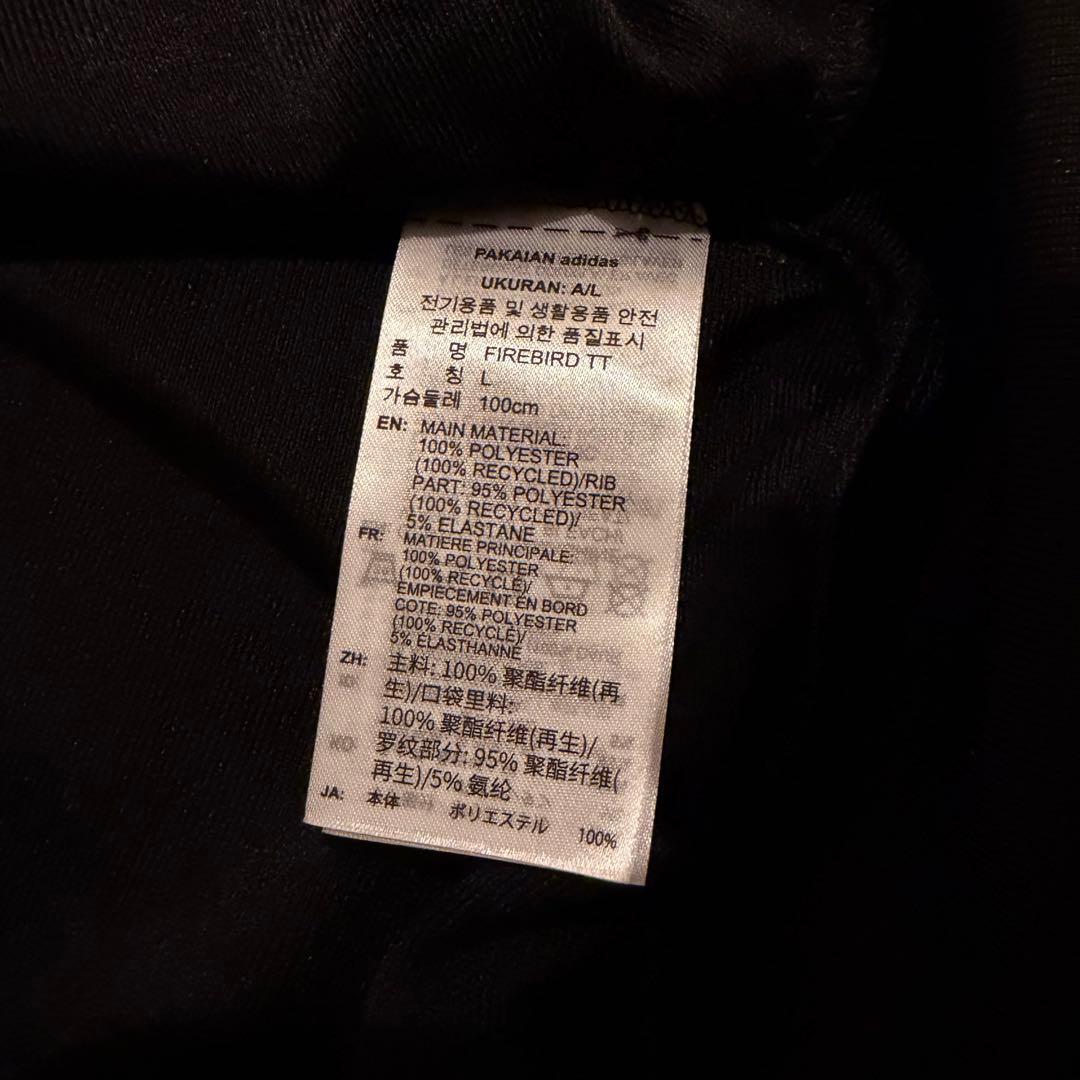 PAKAIAN adidas
UKURAN: A/L
전기용품 및 생활용품 안전
관리법에 의한 품질표시
품 명 FIREBIRD TT
호 칭 L
가슴둘레 100cm
EN: MAIN MATERIAL:
100% POLYESTER
(100% RECYCLED)/RIB
PART: 95% POLYESTER
(100% RECYCLED)/
5% ELASTANE
FR: MATIERE PRINCIPALE:
100% POLYESTER
(100% RECYCLÉ)/
EMPIECEMENT EN BORD
COTE: 95% POLYESTER
(100% RECYCLÉ)/
5% ELASTHANNE
ZH: 主料: 100% 聚酯纤维(再
生)/口袋里料:
100% 聚酯纤维(再生)/
罗纹部分: 95% 聚酯纤维(
再生)/5% 氨纶
JA: 本体 ポリエステル 100%